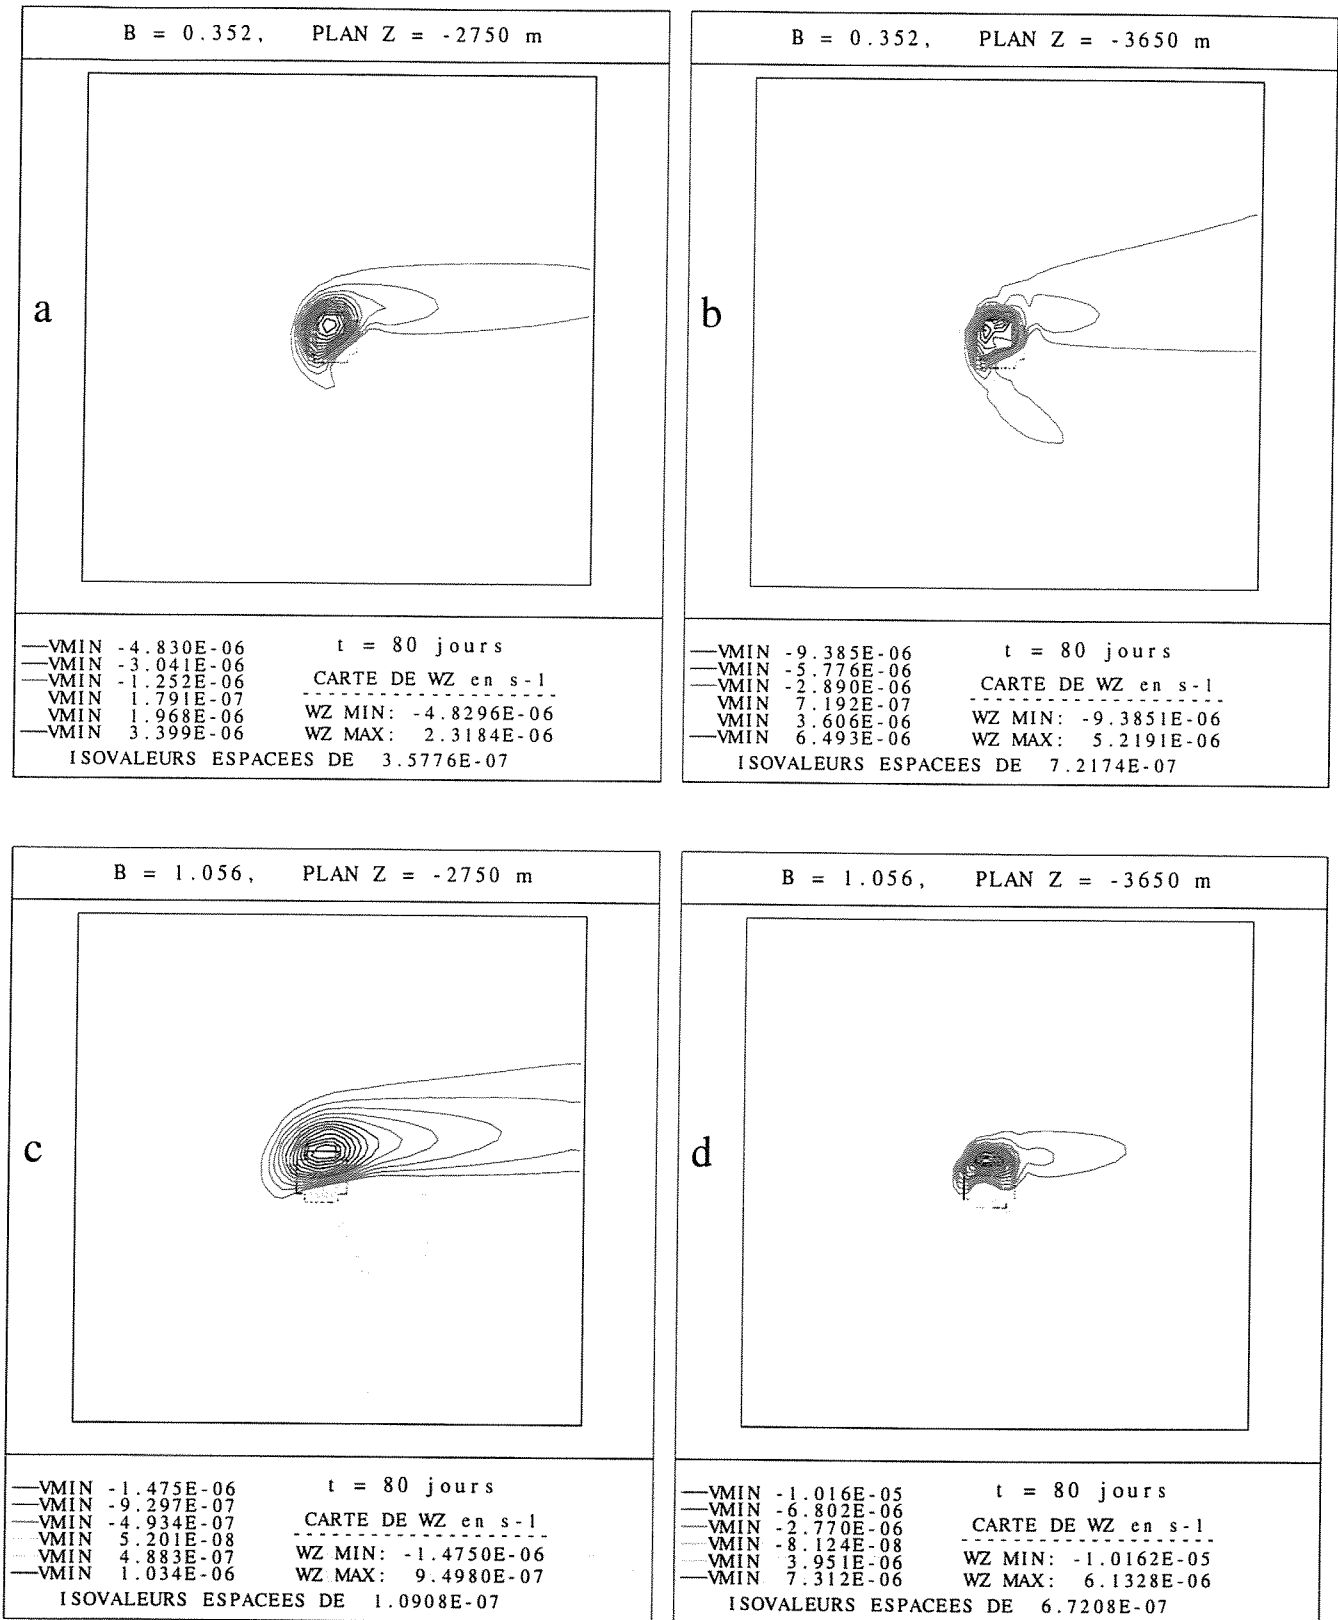 B = 0.352, PLAN Z = -2750 m
a
VMIN -4.830E-06
VMIN -3.041E-06
VMIN -1.252E-06
VMIN 1.791E-07
VMIN 1.968E-06
VMIN 3.399E-06
t = 80 jours
CARTE DE WZ en s-1
WZ MIN: -4.8296E-06
WZ MAX: 2.3184E-06
ISOVALEURS ESPACEES DE 3.5776E-07
B = 0.352, PLAN Z = -3650 m
b
VMIN -9.385E-06
VMIN -5.776E-06
VMIN -2.890E-06
VMIN 7.192E-07
VMIN 3.606E-06
VMIN 6.493E-06
t = 80 jours
CARTE DE WZ en s-1
WZ MIN: -9.3851E-06
WZ MAX: 5.2191E-06
ISOVALEURS ESPACEES DE 7.2174E-07
B = 1.056, PLAN Z = -2750 m
c
VMIN -1.475E-06
VMIN -9.297E-07
VMIN -4.934E-07
VMIN 5.201E-08
VMIN 4.883E-07
VMIN 1.034E-06
t = 80 jours
CARTE DE WZ en s-1
WZ MIN: -1.4750E-06
WZ MAX: 9.4980E-07
ISOVALEURS ESPACEES DE 1.0908E-07
B = 1.056, PLAN Z = -3650 m
d
VMIN -1.016E-05
VMIN -6.802E-06
VMIN -2.770E-06
VMIN -8.124E-08
VMIN 3.951E-06
VMIN 7.312E-06
t = 80 jours
CARTE DE WZ en s-1
WZ MIN: -1.0162E-05
WZ MAX: 6.1328E-06
ISOVALEURS ESPACEES DE 6.7208E-07